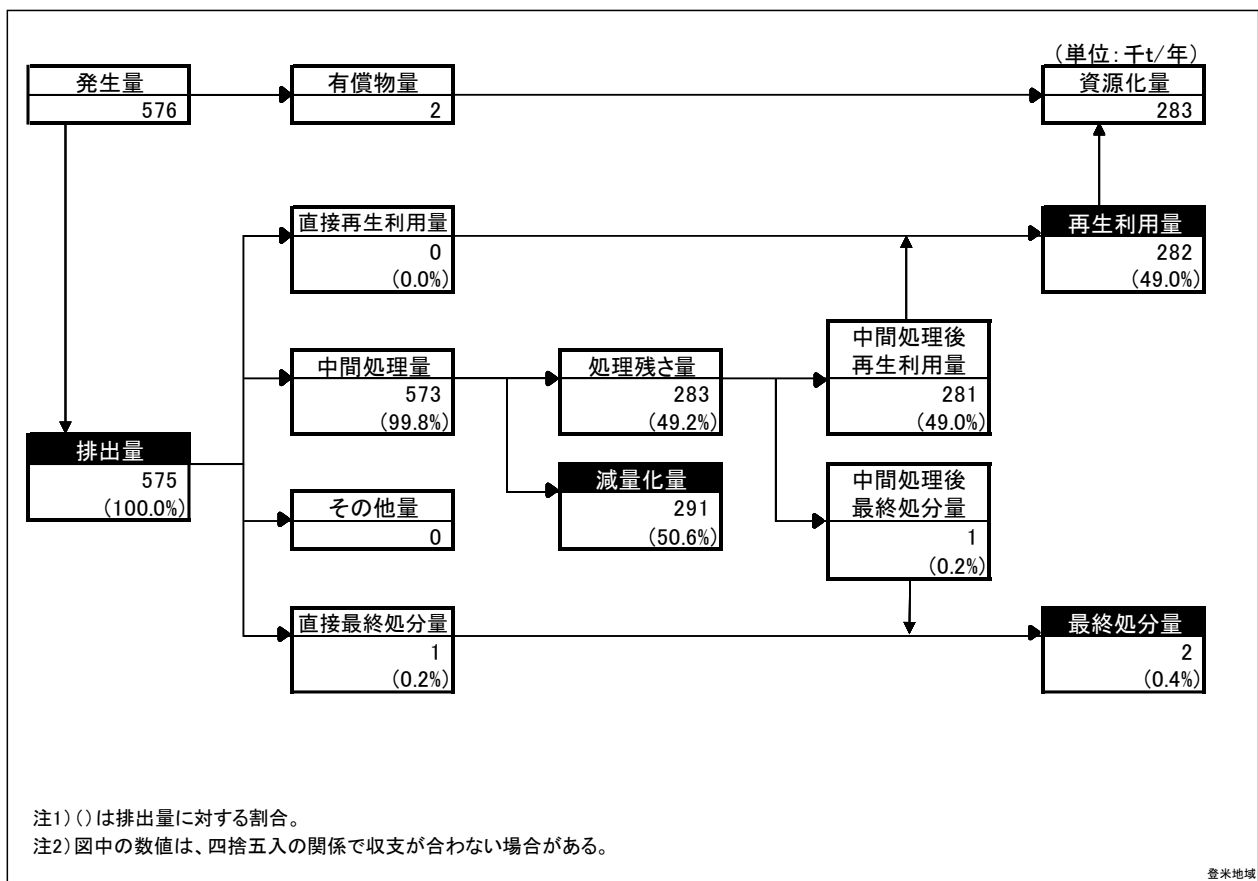 （単位：千t/年）
発生量
576
有償物量
2
資源化量
283
直接再生利用量
0
(0.0%)
再生利用量
282
(49.0%)
中間処理量
573
(99.8%)
処理残さ量
283
(49.2%)
中間処理後
再生利用量
281
(49.0%)
排出量
575
(100.0%)
減量化量
291
(50.6%)
中間処理後
最終処分量
1
(0.2%)
その他量
0
直接最終処分量
1
(0.2%)
最終処分量
2
(0.4%)
注1）（）は排出量に対する割合。
注2）図中の数値は、四捨五入の関係で収支が合わない場合がある。
登米地域